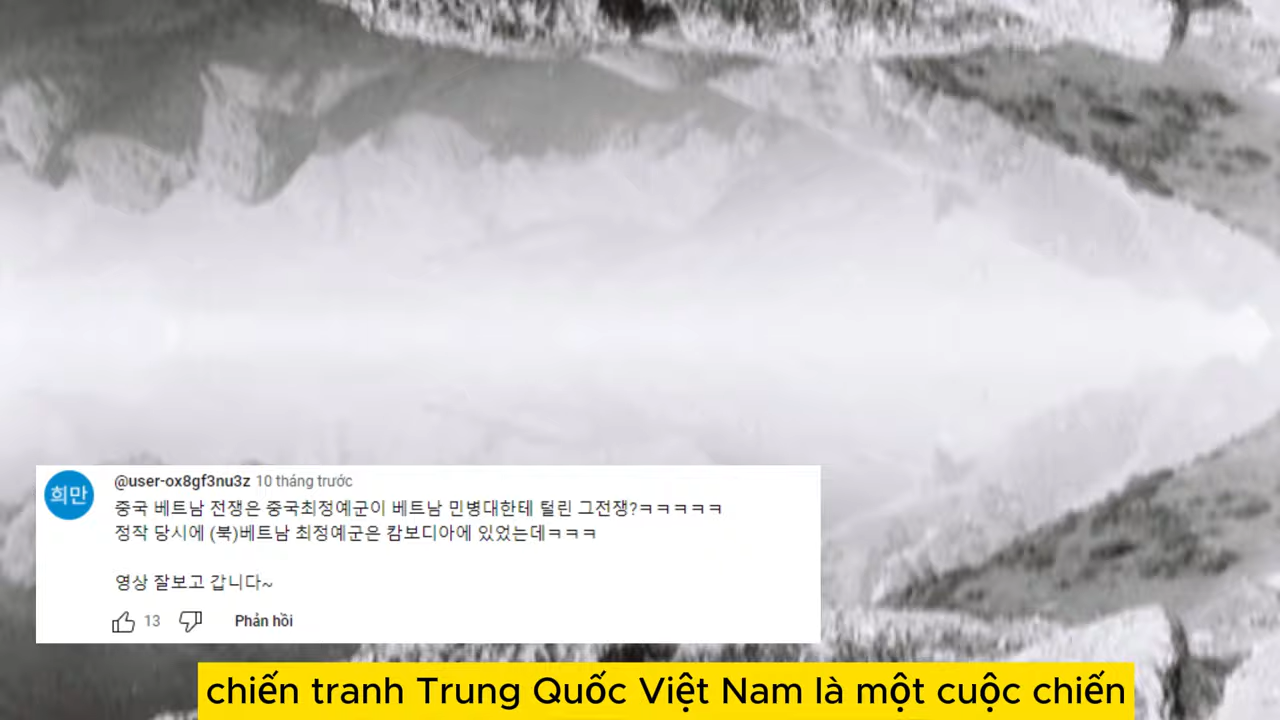 희만
@user-ox8gf3nu3z 10 tháng trước
중국 베트남 전쟁은 중국최정예군이 베트남 민병대한테 털린 그전쟁?ㅋㅋㅋㅋㅋ
정작 당시에 (북)베트남 최정예군은 캄보디아에 있었는데ㅋㅋㅋ
영상 잘보고 갑니다~
13 Phản hồi
chiến tranh Trung Quốc Việt Nam là một cuộc chiến